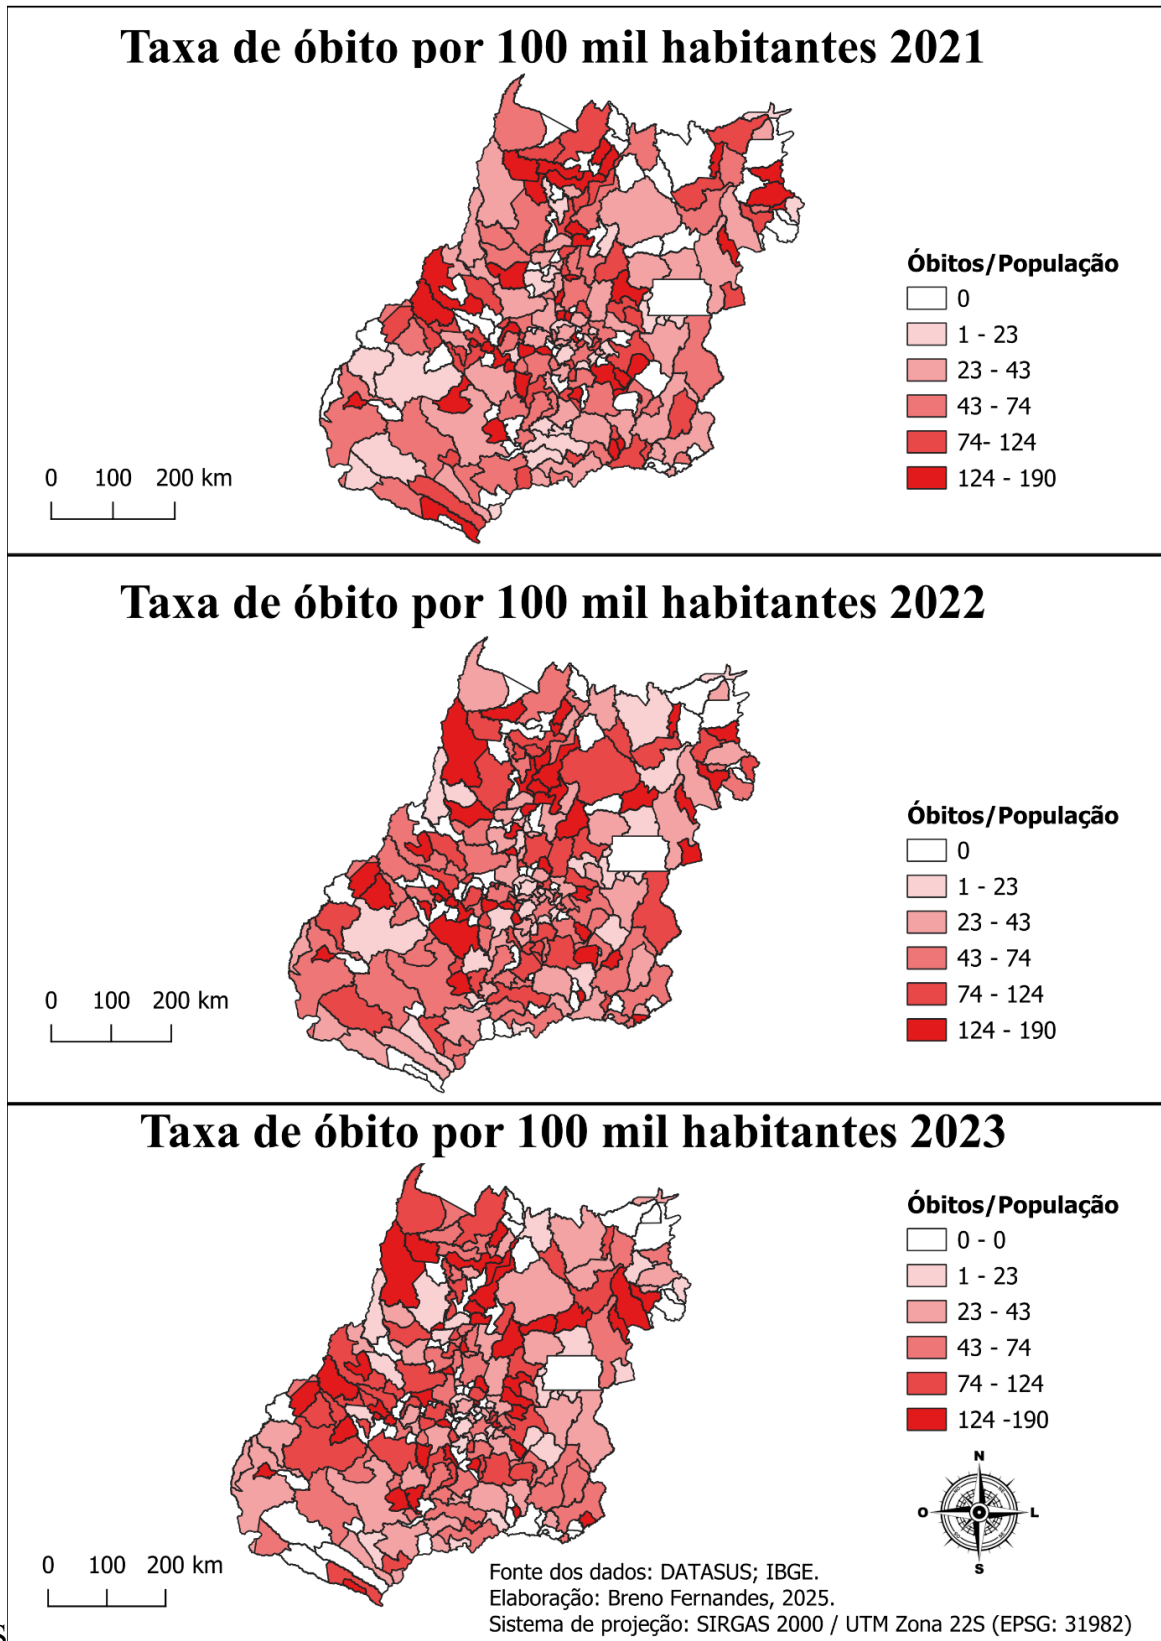 Taxa de óbito por 100 mil habitantes 2021
Óbitos/População
0
1 - 23
23 - 43
43 - 74
74- 124
124 - 190
0 100 200 km
Taxa de óbito por 100 mil habitantes 2022
Óbitos/População
0
1 - 23
23 - 43
43 - 74
74 - 124
124 - 190
0 100 200 km
Taxa de óbito por 100 mil habitantes 2023
Óbitos/População
0 - 0
1 - 23
23 - 43
43 - 74
74 - 124
124 -190
N
O L
S
0 100 200 km
Fonte dos dados: DATASUS; IBGE.
Elaboração: Breno Fernandes, 2025.
Sistema de projeção: SIRGAS 2000 / UTM Zona 22S (EPSG: 31982)